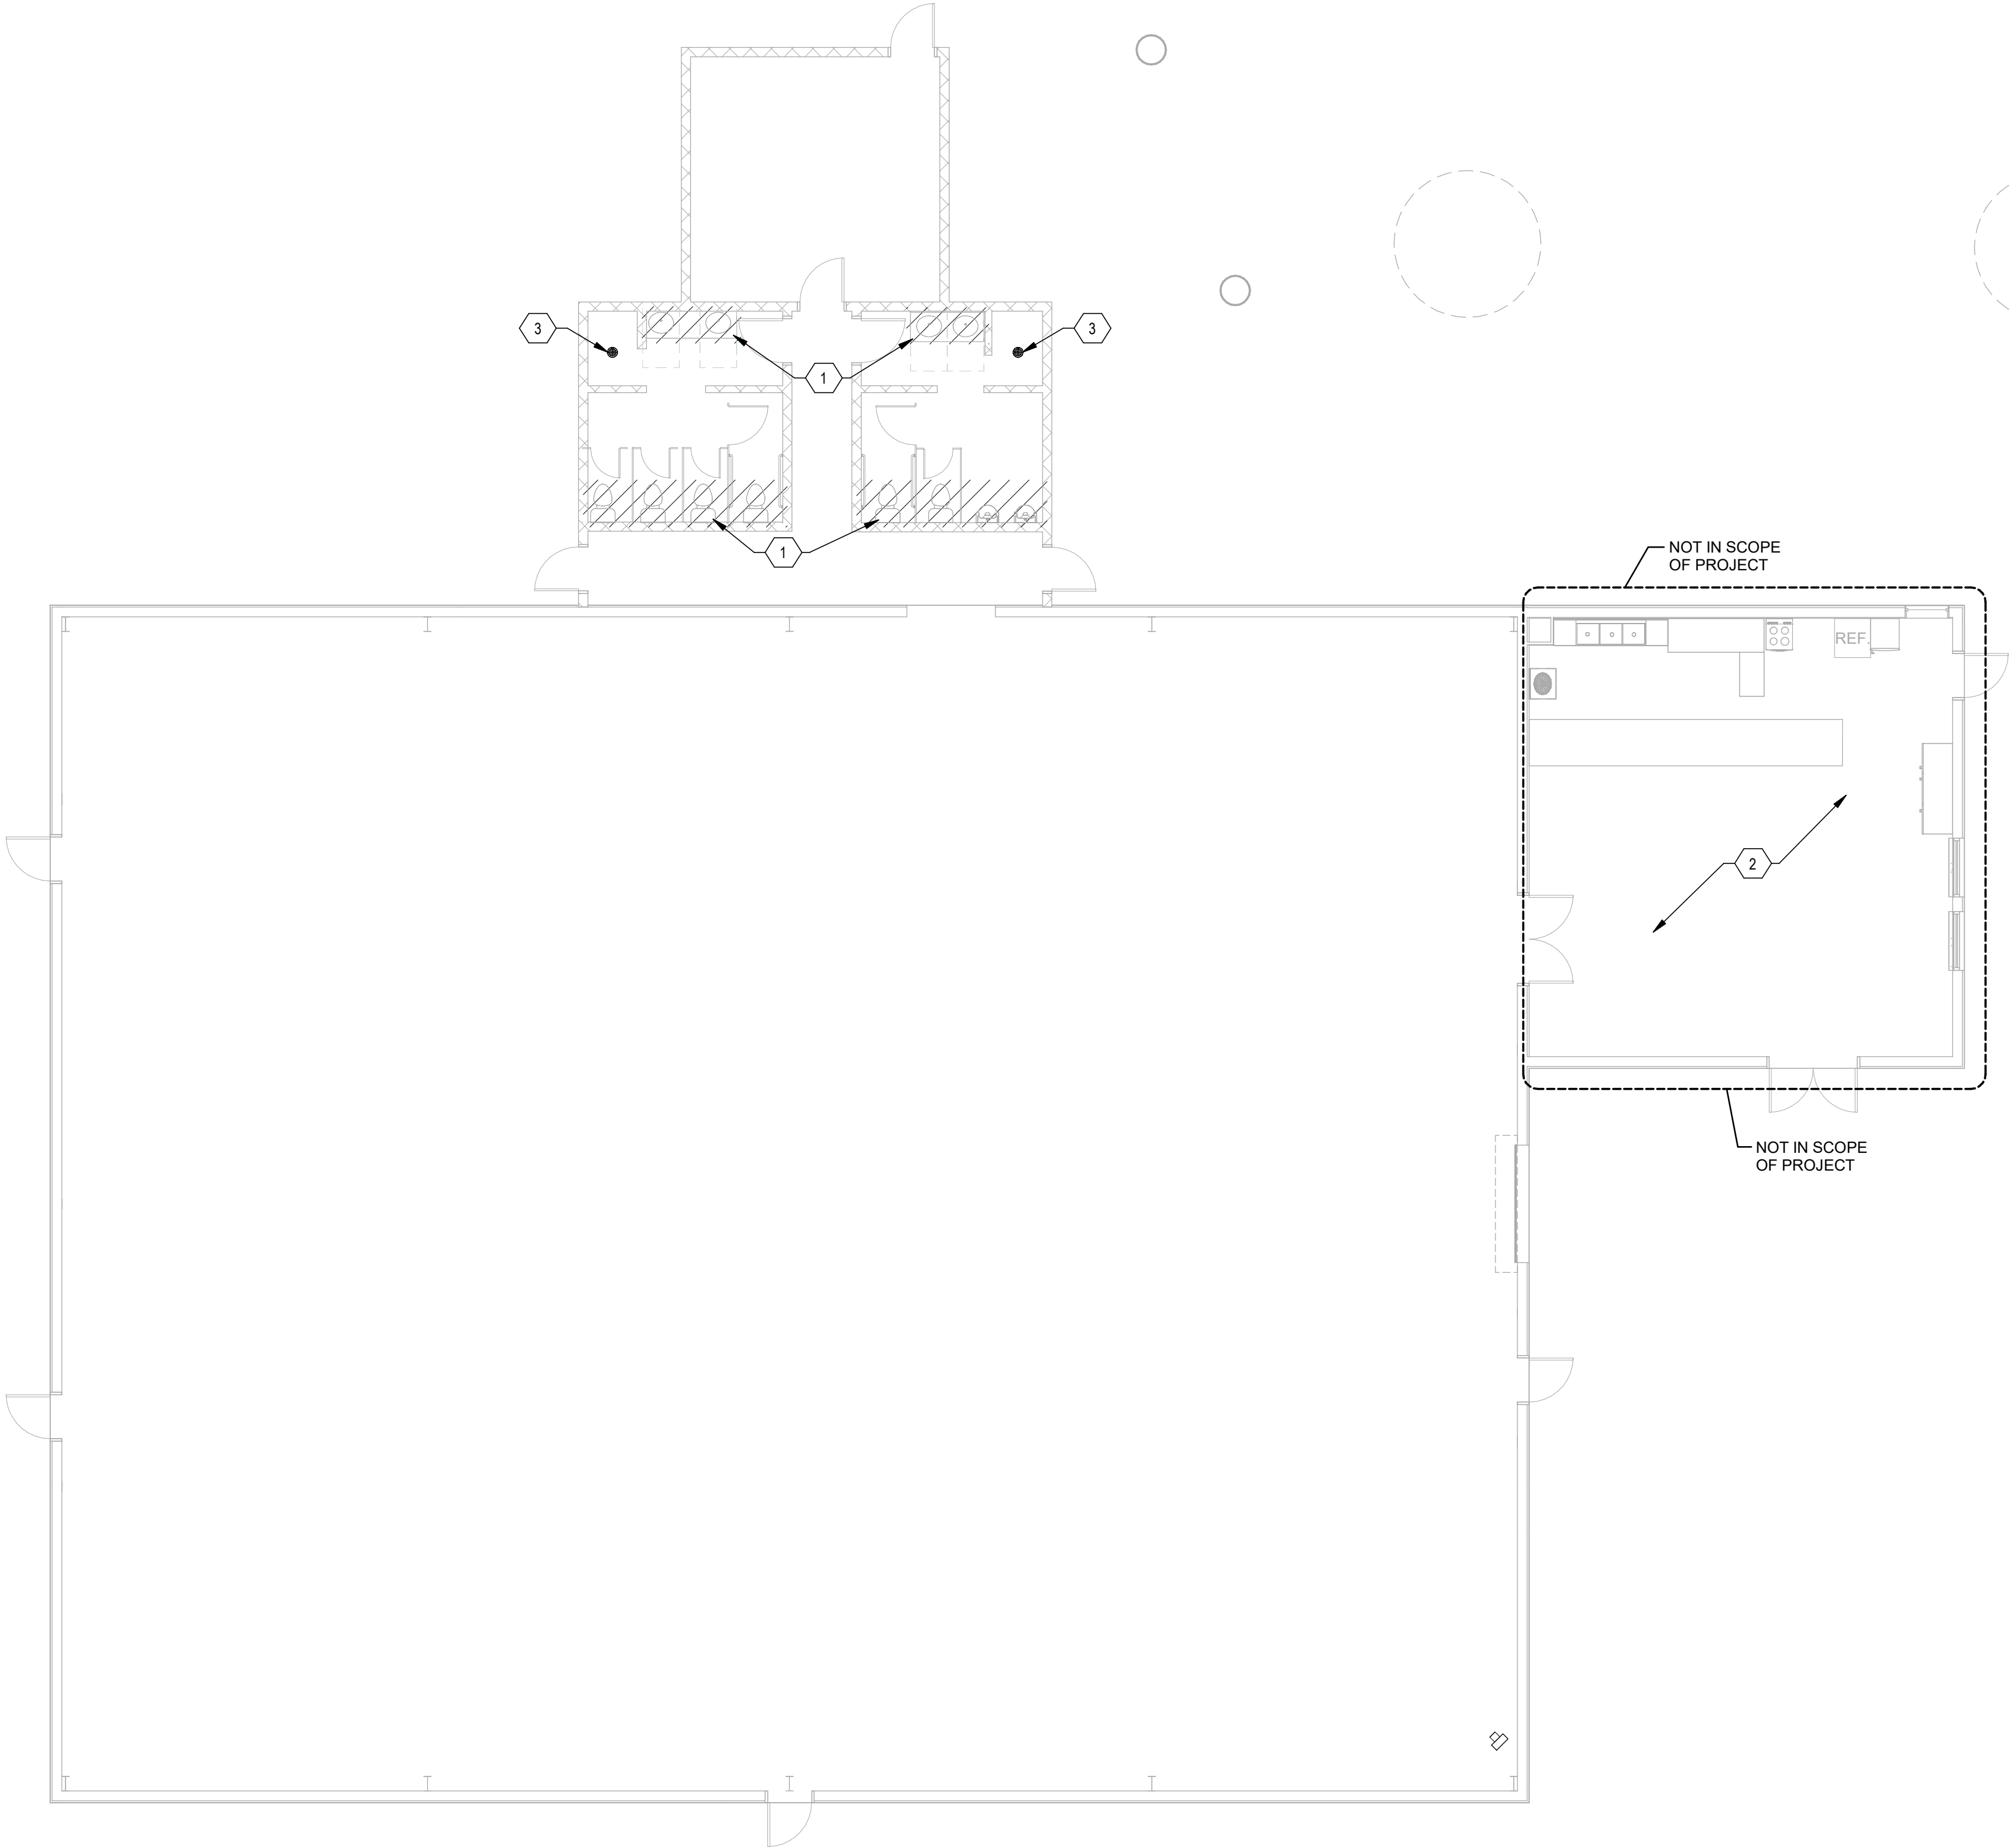 3
3
1
1
NOT IN SCOPE
OF PROJECT
REF.
2
NOT IN SCOPE
OF PROJECT